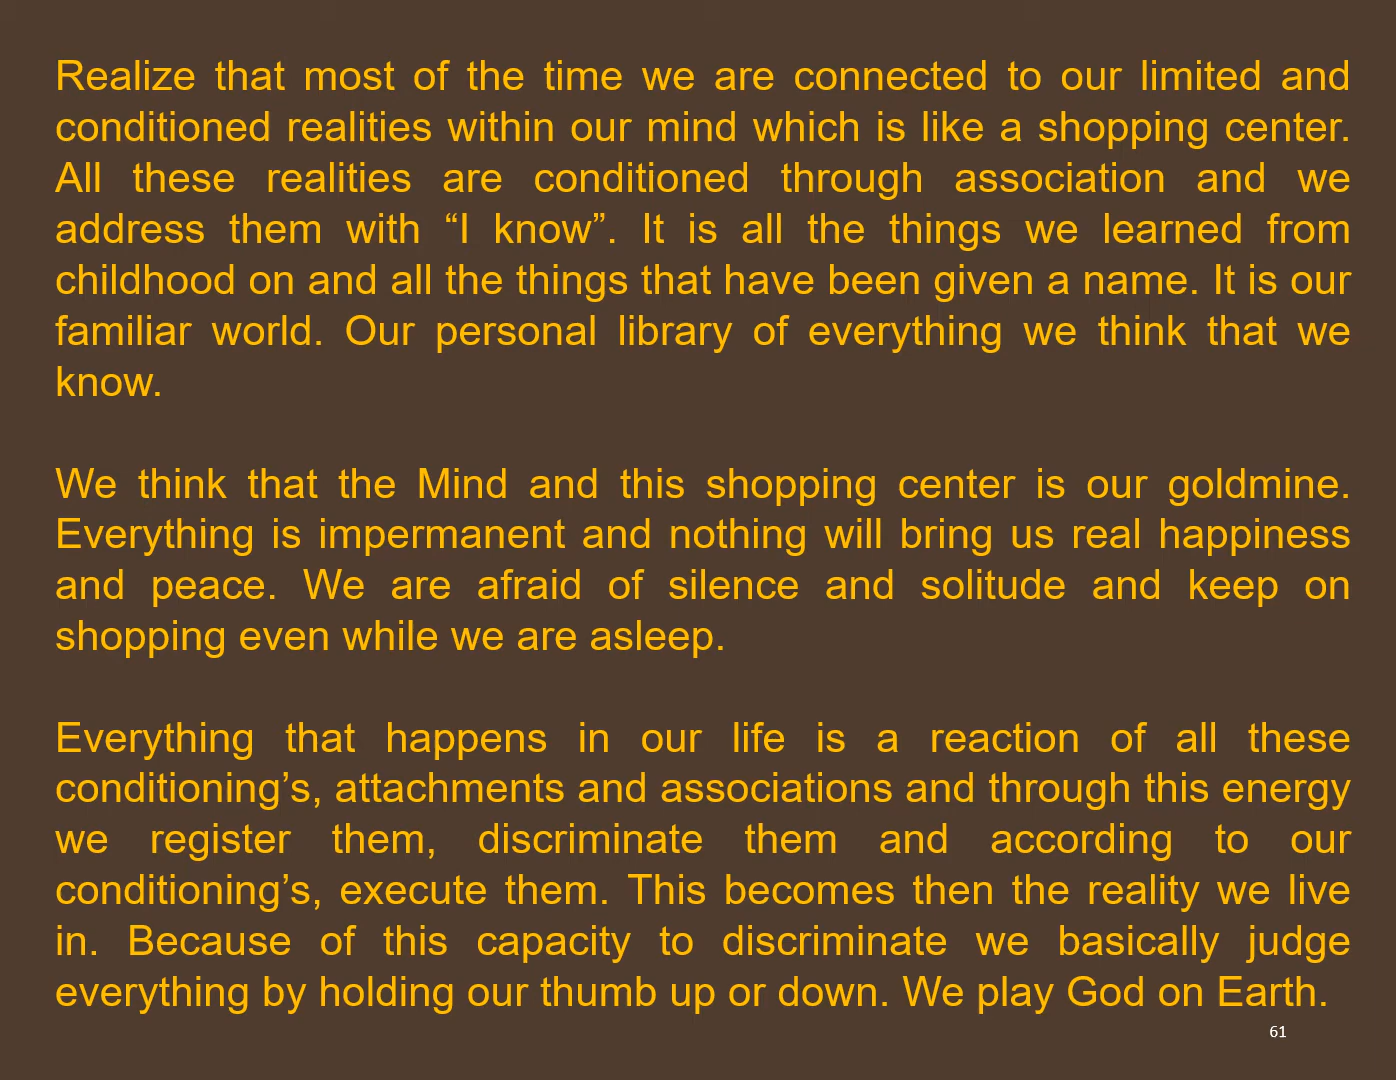 Realize that most of the time we are connected to our limited and
conditioned realities within our mind which is like a shopping center.
All these realities are conditioned through association and we
address them with “I know”. It is all the things we learned from
childhood on and all the things that have been given a name. It is our
familiar world. Our personal library of everything we think that we
know.
We think that the Mind and this shopping center is our goldmine.
Everything is impermanent and nothing will bring us real happiness
and peace. We are afraid of silence and solitude and keep on
shopping even while we are asleep.
Everything that happens in our life is a reaction of all these
conditioning’s, attachments and associations and through this energy
we register them, discriminate them and according to our
conditioning’s, execute them. This becomes then the reality we live
in. Because of this capacity to discriminate we basically judge
everything by holding our thumb up or down. We play God on Earth.
61